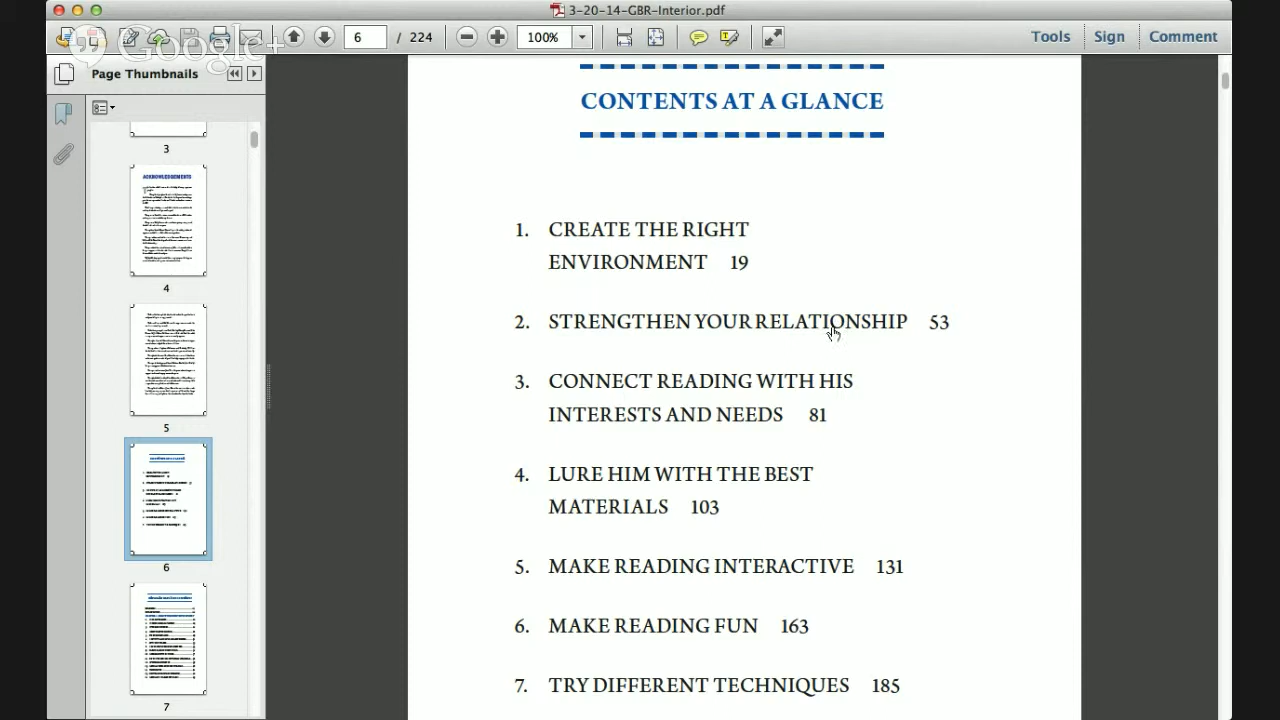 3-20-14-GBR-Interior.pdf
Google+
6 / 224
100%
Tools
Sign
Comment
Page Thumbnails
3
ACKNOWLEDGEMENTS
4
5
6
7
CONTENTS AT A GLANCE
1. CREATE THE RIGHT
ENVIRONMENT 19
2. STRENGTHEN YOUR RELATIONSHIP 53
3. CONNECT READING WITH HIS
INTERESTS AND NEEDS 81
4. LURE HIM WITH THE BEST
MATERIALS 103
5. MAKE READING INTERACTIVE 131
6. MAKE READING FUN 163
7. TRY DIFFERENT TECHNIQUES 185